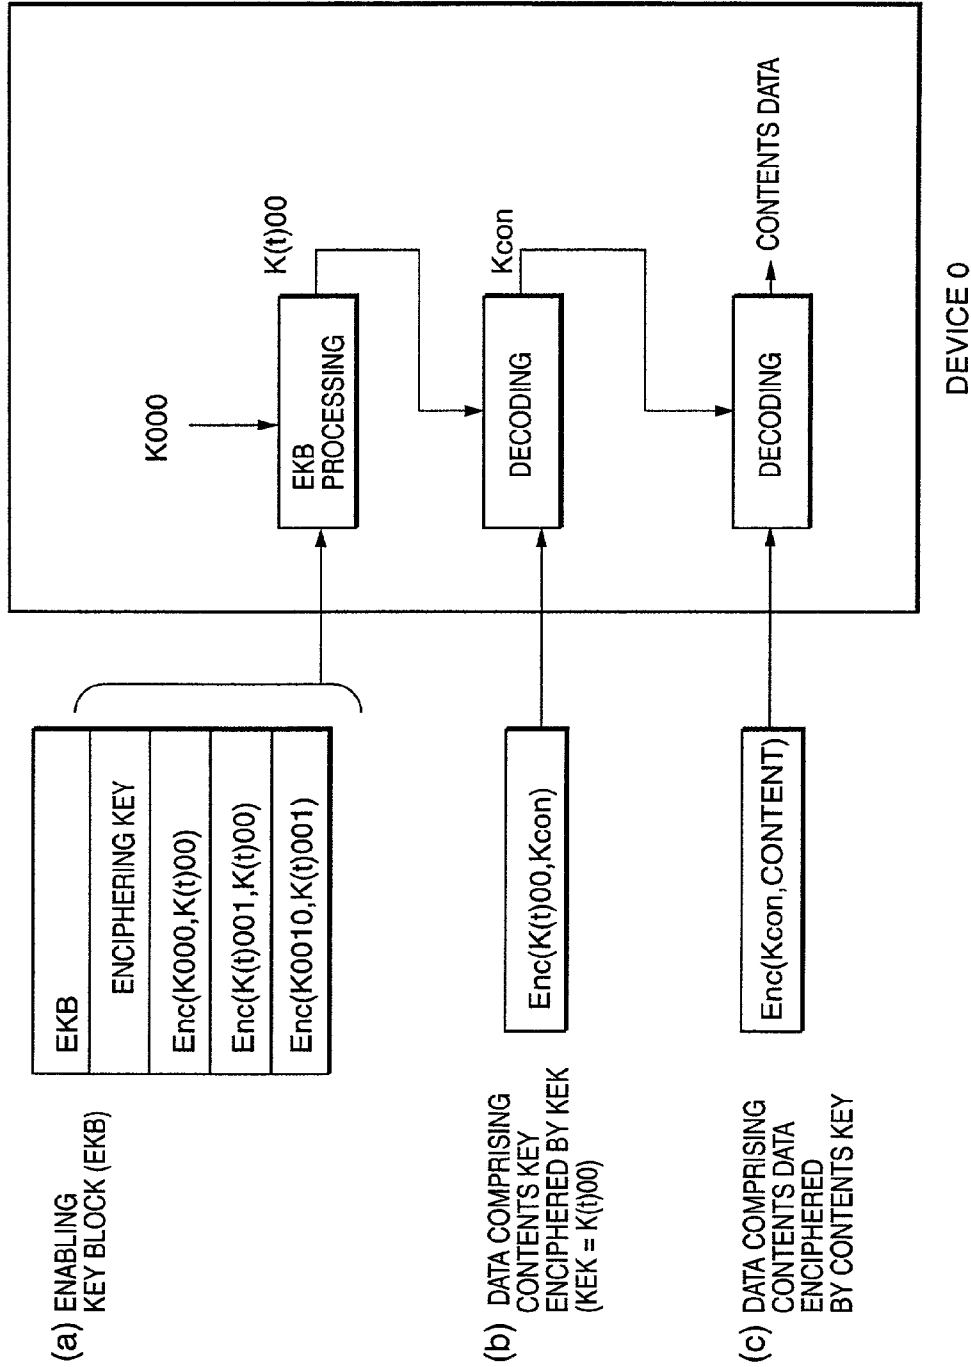 (a) ENABLING
KEY BLOCK (EKB)
EKB
ENCIPHERING KEY
Enc(K000,K(t)00)
Enc(K(t)001,K(t)00)
Enc(K0010,K(t)001)
K000
EKB
PROCESSING
K(t)00
(b) DATA COMPRISING
CONTENTS KEY
ENCIPHERED BY KEK
(KEK = K(t)00)
Enc(K(t)00,Kcon)
DECODING
Kcon
(c) DATA COMPRISING
CONTENTS DATA
ENCIPHERED
BY CONTENTS KEY
Enc(Kcon,CONTENT)
DECODING
CONTENTS DATA
DEVICE 0